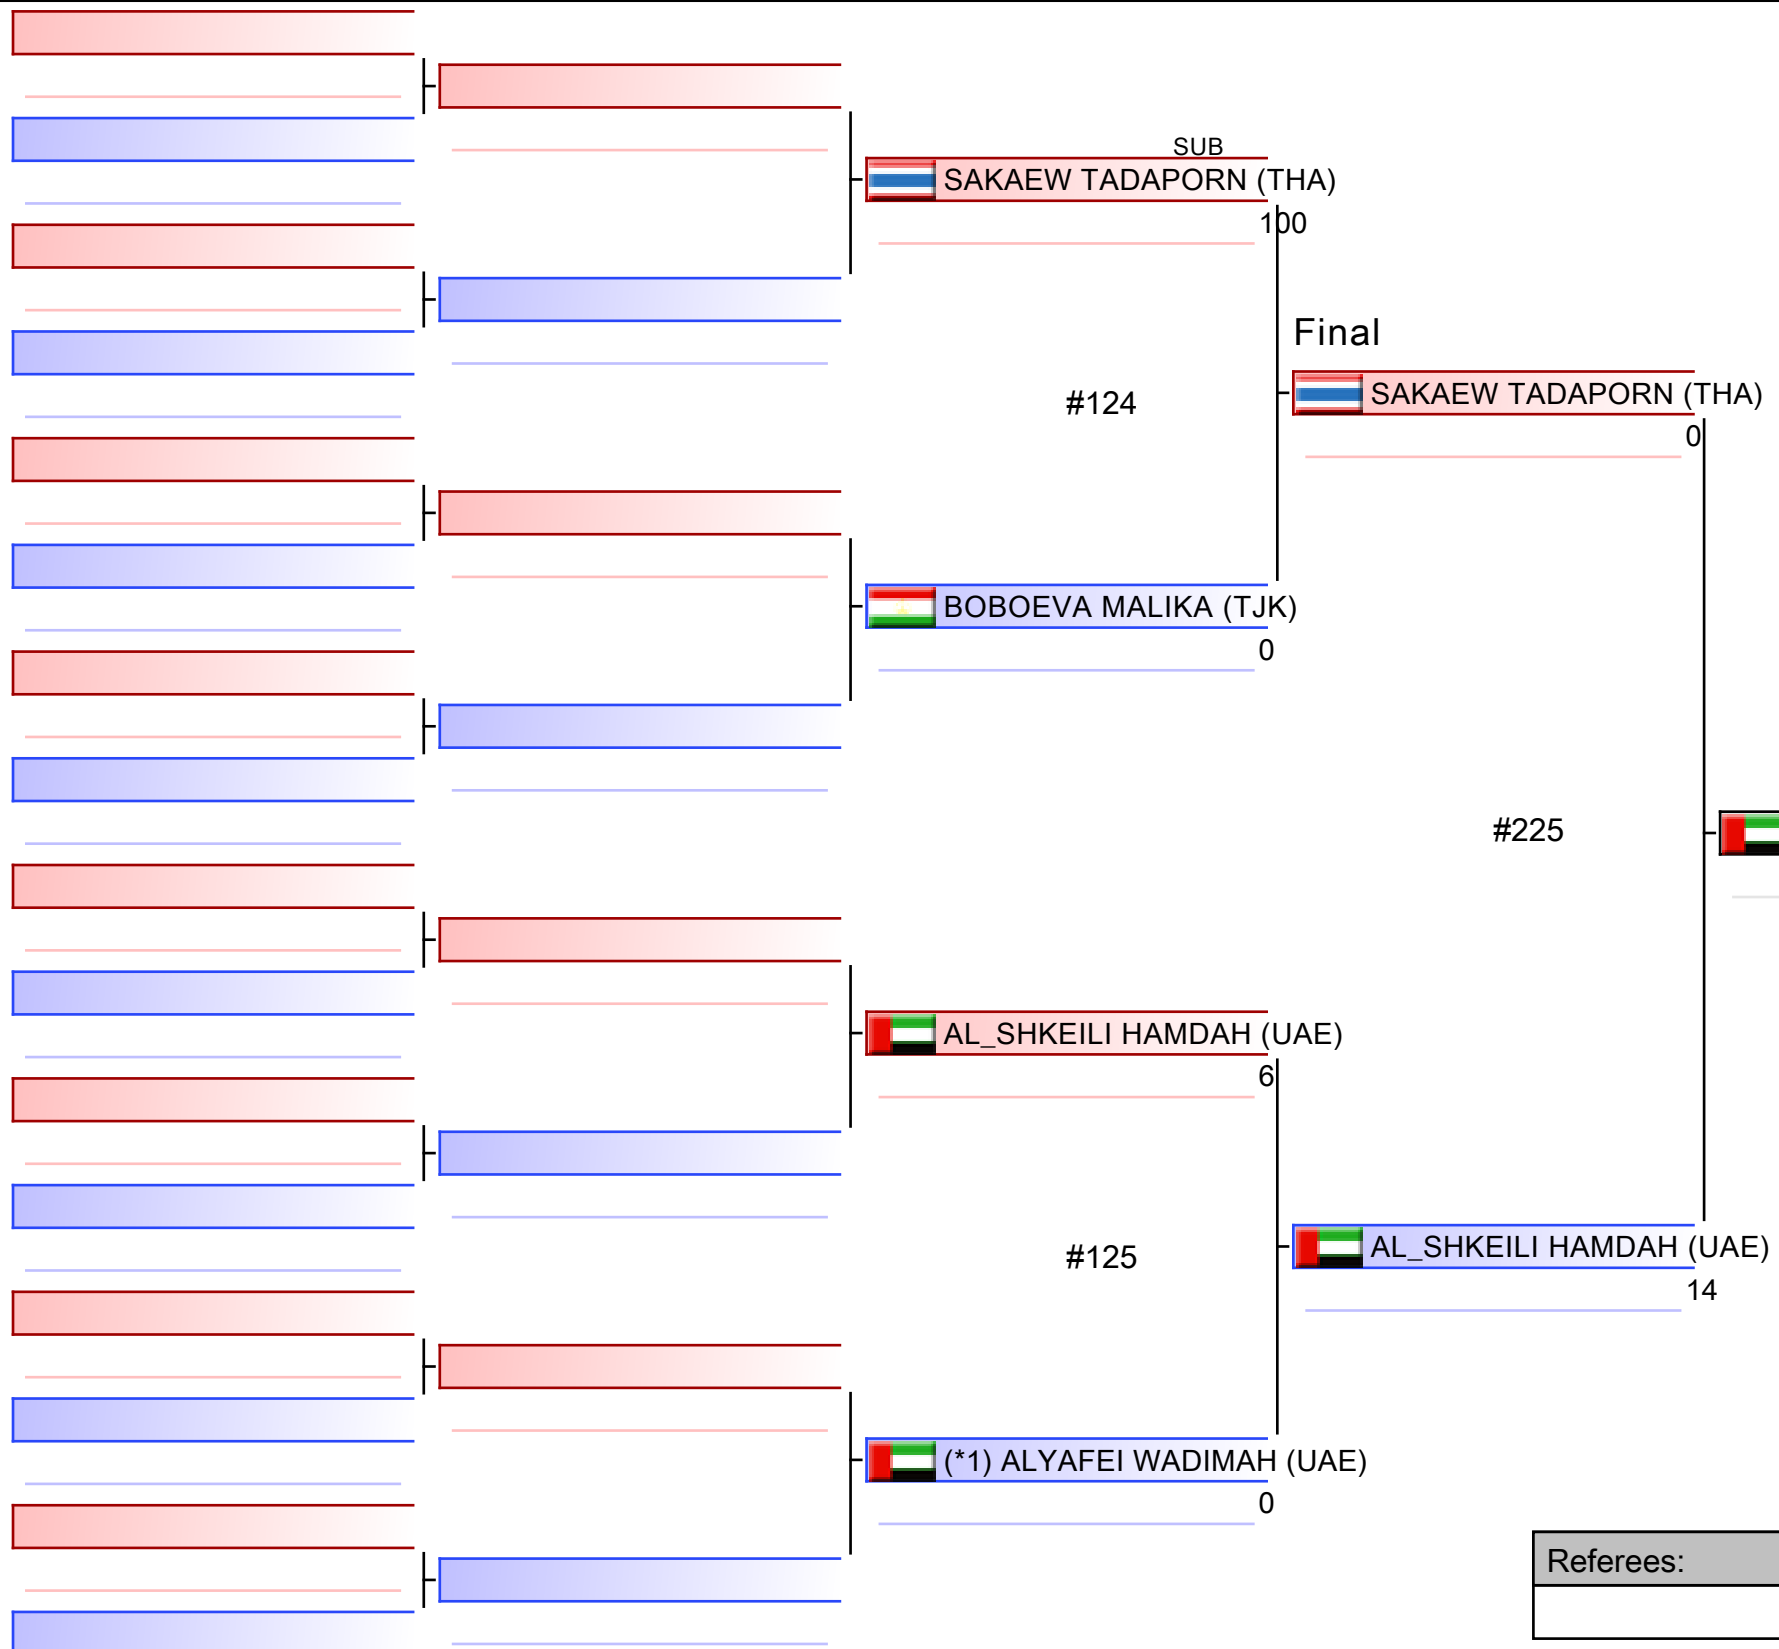 SUB
SAKAEW TADAPORN (THA)
100
Final
SAKAEW TADAPORN (THA)
0
#124
BOBOEVA MALIKA (TJK)
0
#225
AL_SHKEILI HAMDAH (UAE)
6
#125
AL_SHKEILI HAMDAH (UAE)
14
(*1) ALYAFEI WADIMAH (UAE)
0
Referees: